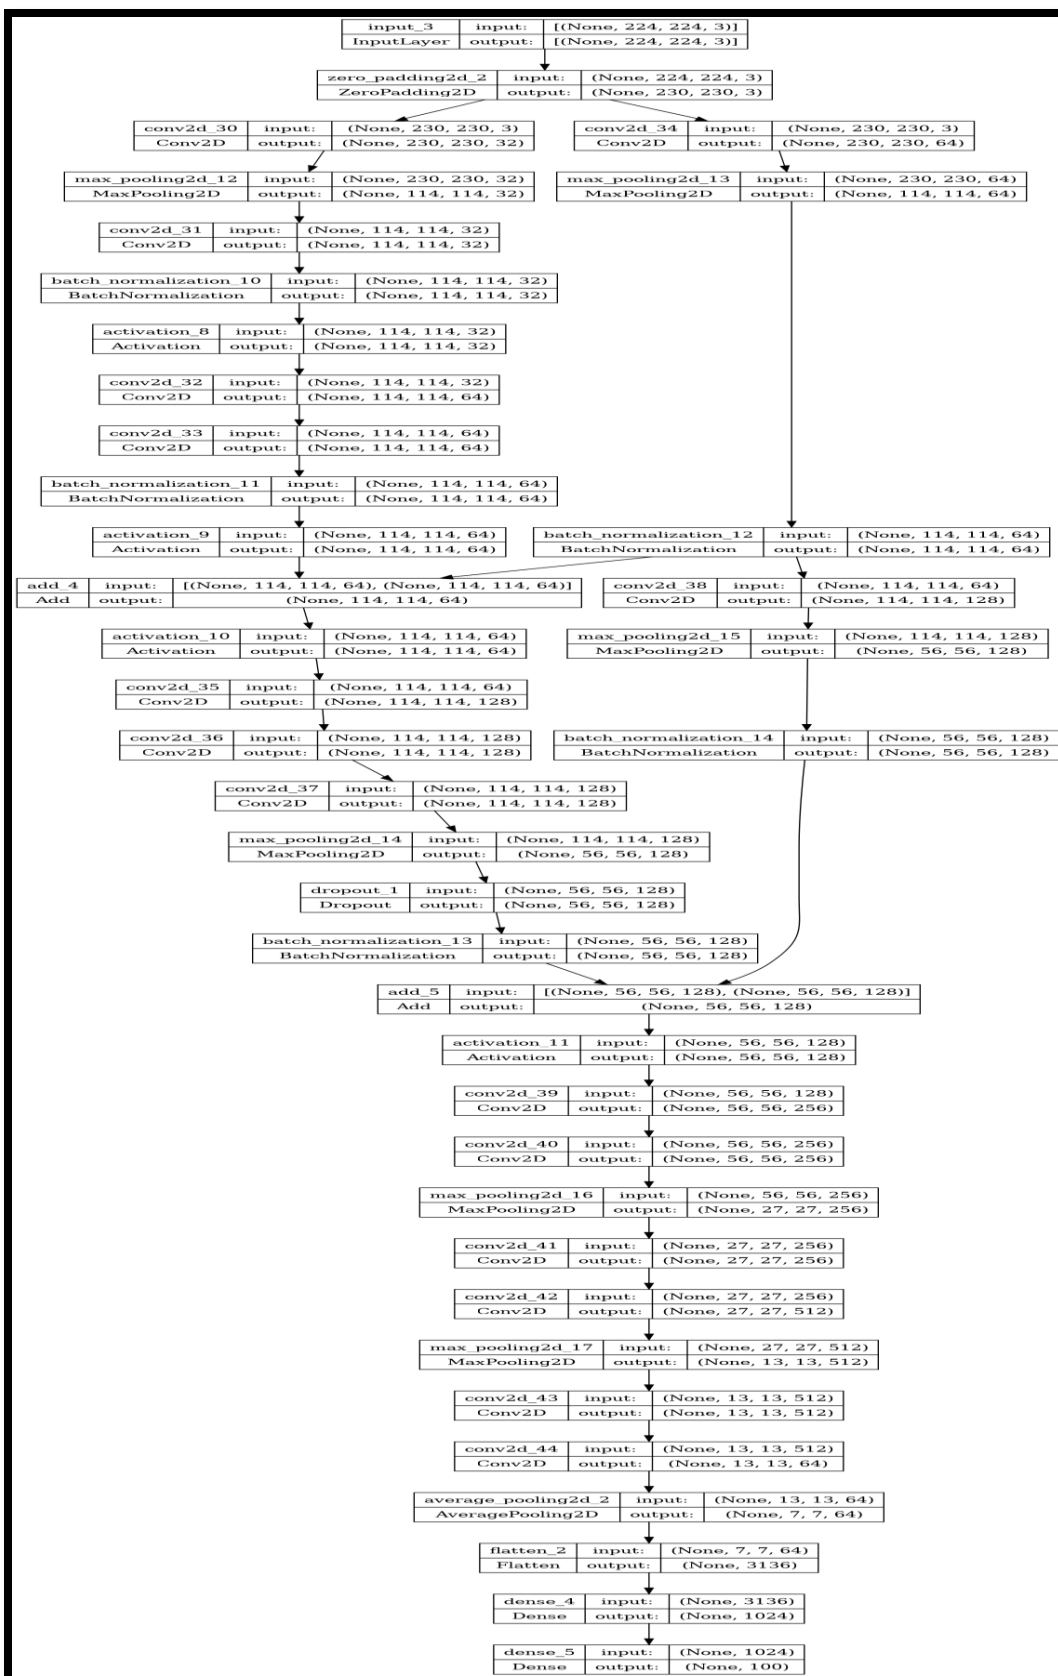 input_3 input: [(None, 224, 224, 3)]
InputLayer output: [(None, 224, 224, 3)]
zero_padding2d_2 input: (None, 224, 224, 3)
ZeroPadding2D output: (None, 230, 230, 3)
conv2d_30 input: (None, 230, 230, 3) conv2d_34 input: (None, 230, 230, 3)
Conv2D output: (None, 230, 230, 32) Conv2D output: (None, 230, 230, 64)
max_pooling2d_12 input: (None, 230, 230, 32) max_pooling2d_13 input: (None, 230, 230, 64)
MaxPooling2D output: (None, 114, 114, 32) MaxPooling2D output: (None, 114, 114, 64)
conv2d_31 input: (None, 114, 114, 32)
Conv2D output: (None, 114, 114, 32)
batch_normalization_10 input: (None, 114, 114, 32)
BatchNormalization output: (None, 114, 114, 32)
activation_8 input: (None, 114, 114, 32)
Activation output: (None, 114, 114, 32)
conv2d_32 input: (None, 114, 114, 32)
Conv2D output: (None, 114, 114, 64)
conv2d_33 input: (None, 114, 114, 64)
Conv2D output: (None, 114, 114, 64)
batch_normalization_11 input: (None, 114, 114, 64)
BatchNormalization output: (None, 114, 114, 64)
activation_9 input: (None, 114, 114, 64) batch_normalization_12 input: (None, 114, 114, 64)
Activation output: (None, 114, 114, 64) BatchNormalization output: (None, 114, 114, 64)
add_4 input: [(None, 114, 114, 64), (None, 114, 114, 64)] conv2d_38 input: (None, 114, 114, 64)
Add output: (None, 114, 114, 64) Conv2D output: (None, 114, 114, 128)
activation_10 input: (None, 114, 114, 64) max_pooling2d_15 input: (None, 114, 114, 128)
Activation output: (None, 114, 114, 64) MaxPooling2D output: (None, 56, 56, 128)
conv2d_35 input: (None, 114, 114, 64)
Conv2D output: (None, 114, 114, 128)
conv2d_36 input: (None, 114, 114, 128) batch_normalization_14 input: (None, 56, 56, 128)
Conv2D output: (None, 114, 114, 128) BatchNormalization output: (None, 56, 56, 128)
conv2d_37 input: (None, 114, 114, 128)
Conv2D output: (None, 114, 114, 128)
max_pooling2d_14 input: (None, 114, 114, 128)
MaxPooling2D output: (None, 56, 56, 128)
dropout_1 input: (None, 56, 56, 128)
Dropout output: (None, 56, 56, 128)
batch_normalization_13 input: (None, 56, 56, 128)
BatchNormalization output: (None, 56, 56, 128)
add_5 input: [(None, 56, 56, 128), (None, 56, 56, 128)]
Add output: (None, 56, 56, 128)
activation_11 input: (None, 56, 56, 128)
Activation output: (None, 56, 56, 128)
conv2d_39 input: (None, 56, 56, 128)
Conv2D output: (None, 56, 56, 256)
conv2d_40 input: (None, 56, 56, 256)
Conv2D output: (None, 56, 56, 256)
max_pooling2d_16 input: (None, 56, 56, 256)
MaxPooling2D output: (None, 27, 27, 256)
conv2d_41 input: (None, 27, 27, 256)
Conv2D output: (None, 27, 27, 256)
conv2d_42 input: (None, 27, 27, 256)
Conv2D output: (None, 27, 27, 512)
max_pooling2d_17 input: (None, 27, 27, 512)
MaxPooling2D output: (None, 13, 13, 512)
conv2d_43 input: (None, 13, 13, 512)
Conv2D output: (None, 13, 13, 512)
conv2d_44 input: (None, 13, 13, 512)
Conv2D output: (None, 13, 13, 64)
average_pooling2d_2 input: (None, 13, 13, 64)
AveragePooling2D output: (None, 7, 7, 64)
flatten_2 input: (None, 7, 7, 64)
Flatten output: (None, 3136)
dense_4 input: (None, 3136)
Dense output: (None, 1024)
dense_5 input: (None, 1024)
Dense output: (None, 100)